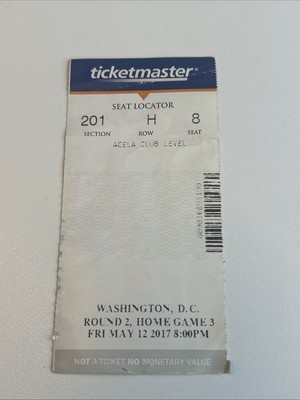 ticketmaster®
SEAT LOCATOR
201 H 8
SECTION ROW SEAT
ACELA CLUB LEVEL
WASHINGTON, D.C.
ROUND 2, HOME GAME 3
FRI MAY 12 2017 8:00PM
NOT A TICKET NO MONETARY VALUE